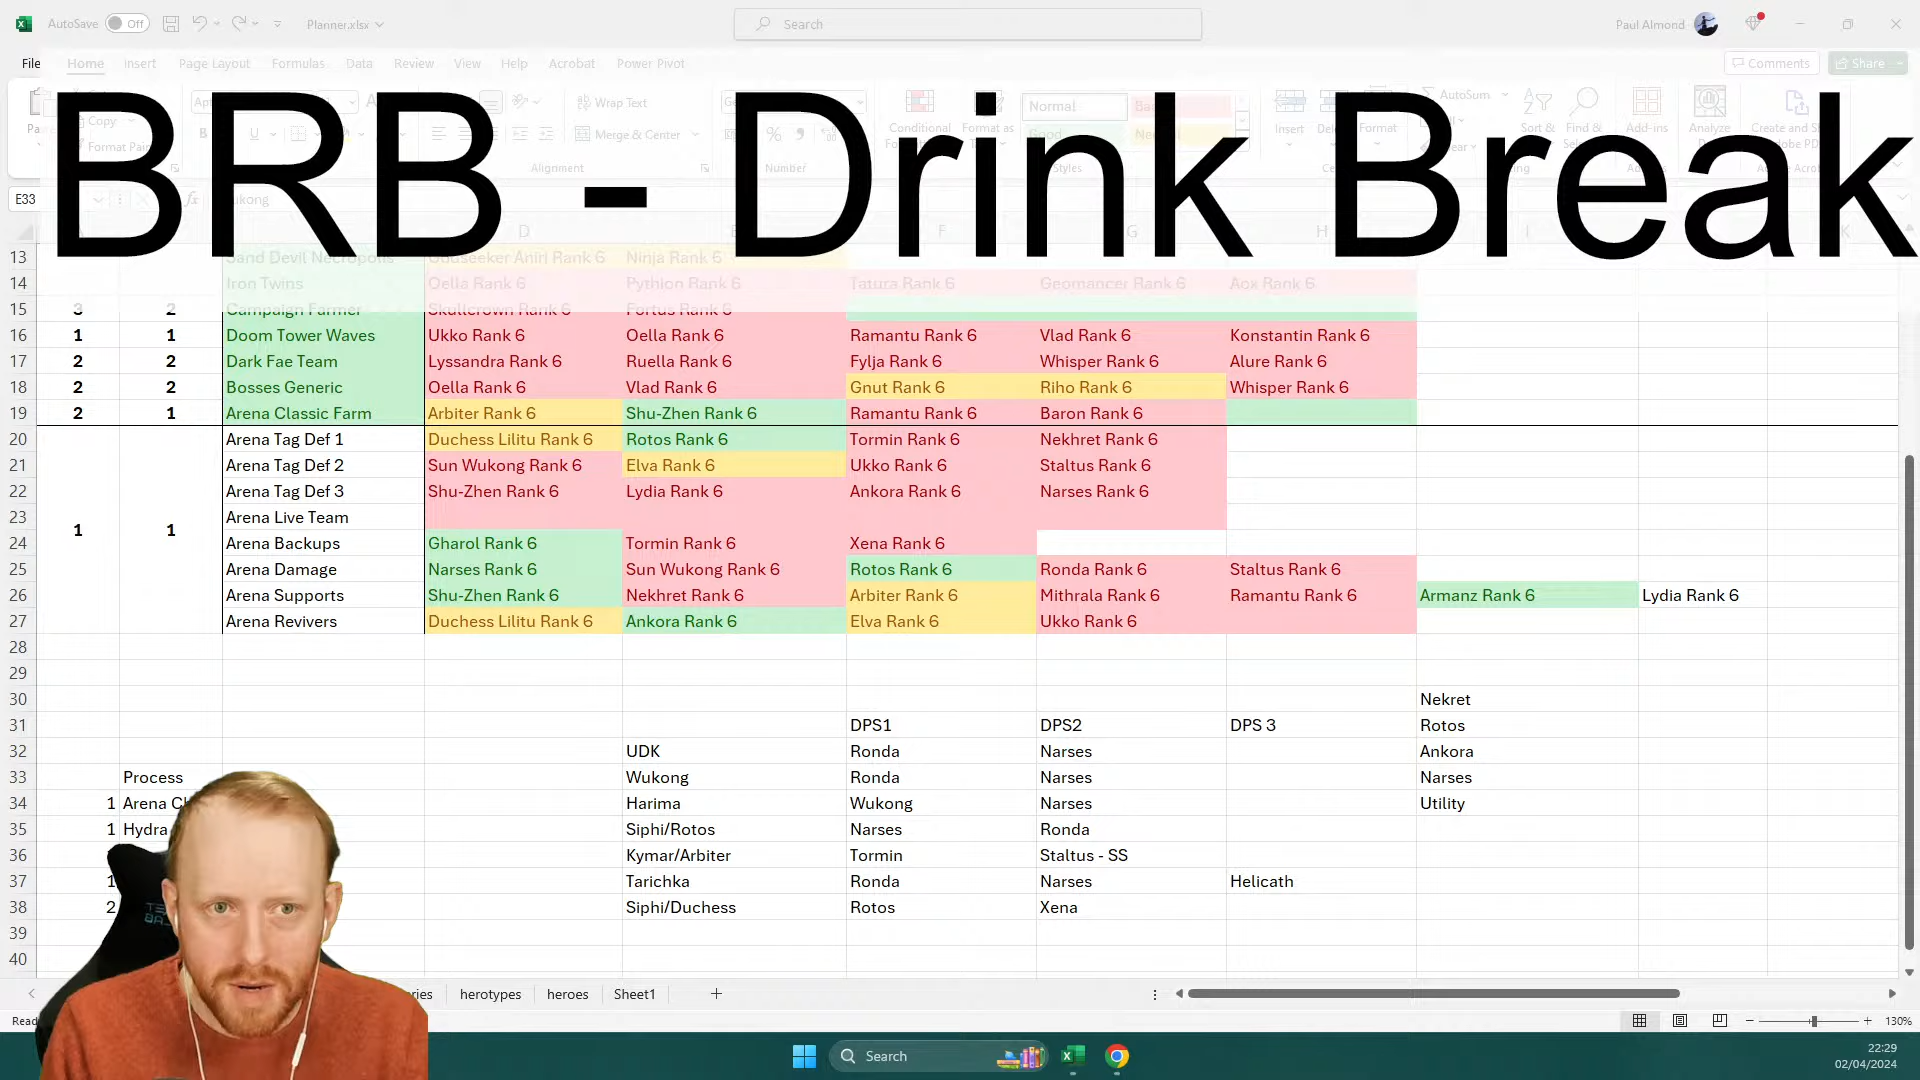 AutoSave Off Planner.xlsx Search Paul Almond
File Home Insert Page Layout Formulas Data Review View Help Acrobat Power Pivot Comments Share
BRB - Drink Break
Wrap Text Normal AutoSum
Copy Merge & Center Conditional Format as Insert Format Sort & Find & Add-ins Analyze Create and
Alignment Number Styles
E33
D F G H I K
13 Sand Devil Necropolis Godseeker Aniri Rank 6 Ninja Rank 6
14 Iron Twins Oella Rank 6 Pythion Rank 6 Tatura Rank 6 Geomancer Rank 6 Aox Rank 6
15 3 2 Campaign Farmer Skullcrown Rank 6 Fortus Rank 6
16 1 1 Doom Tower Waves Ukko Rank 6 Oella Rank 6 Ramantu Rank 6 Vlad Rank 6 Konstantin Rank 6
17 2 2 Dark Fae Team Lyssandra Rank 6 Ruella Rank 6 Fylja Rank 6 Whisper Rank 6 Alure Rank 6
18 2 2 Bosses Generic Oella Rank 6 Vlad Rank 6 Gnut Rank 6 Riho Rank 6 Whisper Rank 6
19 2 1 Arena Classic Farm Arbiter Rank 6 Shu-Zhen Rank 6 Ramantu Rank 6 Baron Rank 6
20 Arena Tag Def 1 Duchess Lilitu Rank 6 Rotos Rank 6 Tormin Rank 6 Nekhret Rank 6
21 Arena Tag Def 2 Sun Wukong Rank 6 Elva Rank 6 Ukko Rank 6 Staltus Rank 6
22 Arena Tag Def 3 Shu-Zhen Rank 6 Lydia Rank 6 Ankora Rank 6 Narses Rank 6
23 Arena Live Team
1 1
24 Arena Backups Gharol Rank 6 Tormin Rank 6 Xena Rank 6
25 Arena Damage Narses Rank 6 Sun Wukong Rank 6 Rotos Rank 6 Ronda Rank 6 Staltus Rank 6
26 Arena Supports Shu-Zhen Rank 6 Nekhret Rank 6 Arbiter Rank 6 Mithrala Rank 6 Ramantu Rank 6 Armanz Rank 6 Lydia Rank 6
27 Arena Revivers Duchess Lilitu Rank 6 Ankora Rank 6 Elva Rank 6 Ukko Rank 6
28
29
30 Nekret
31 DPS1 DPS2 DPS 3 Rotos
32 UDK Ronda Narses Ankora
33 Process Wukong Ronda Narses Narses
34 1 Arena Harima Wukong Narses Utility
35 1 Hydra Siphi/Rotos Narses Ronda
36 Kymar/Arbiter Tormin Staltus - SS
37 1 Tarichka Ronda Narses Helicath
38 2 Siphi/Duchess Rotos Xena
39
40
herotypes heroes Sheet1
130%
Search
22:29
02/04/2024